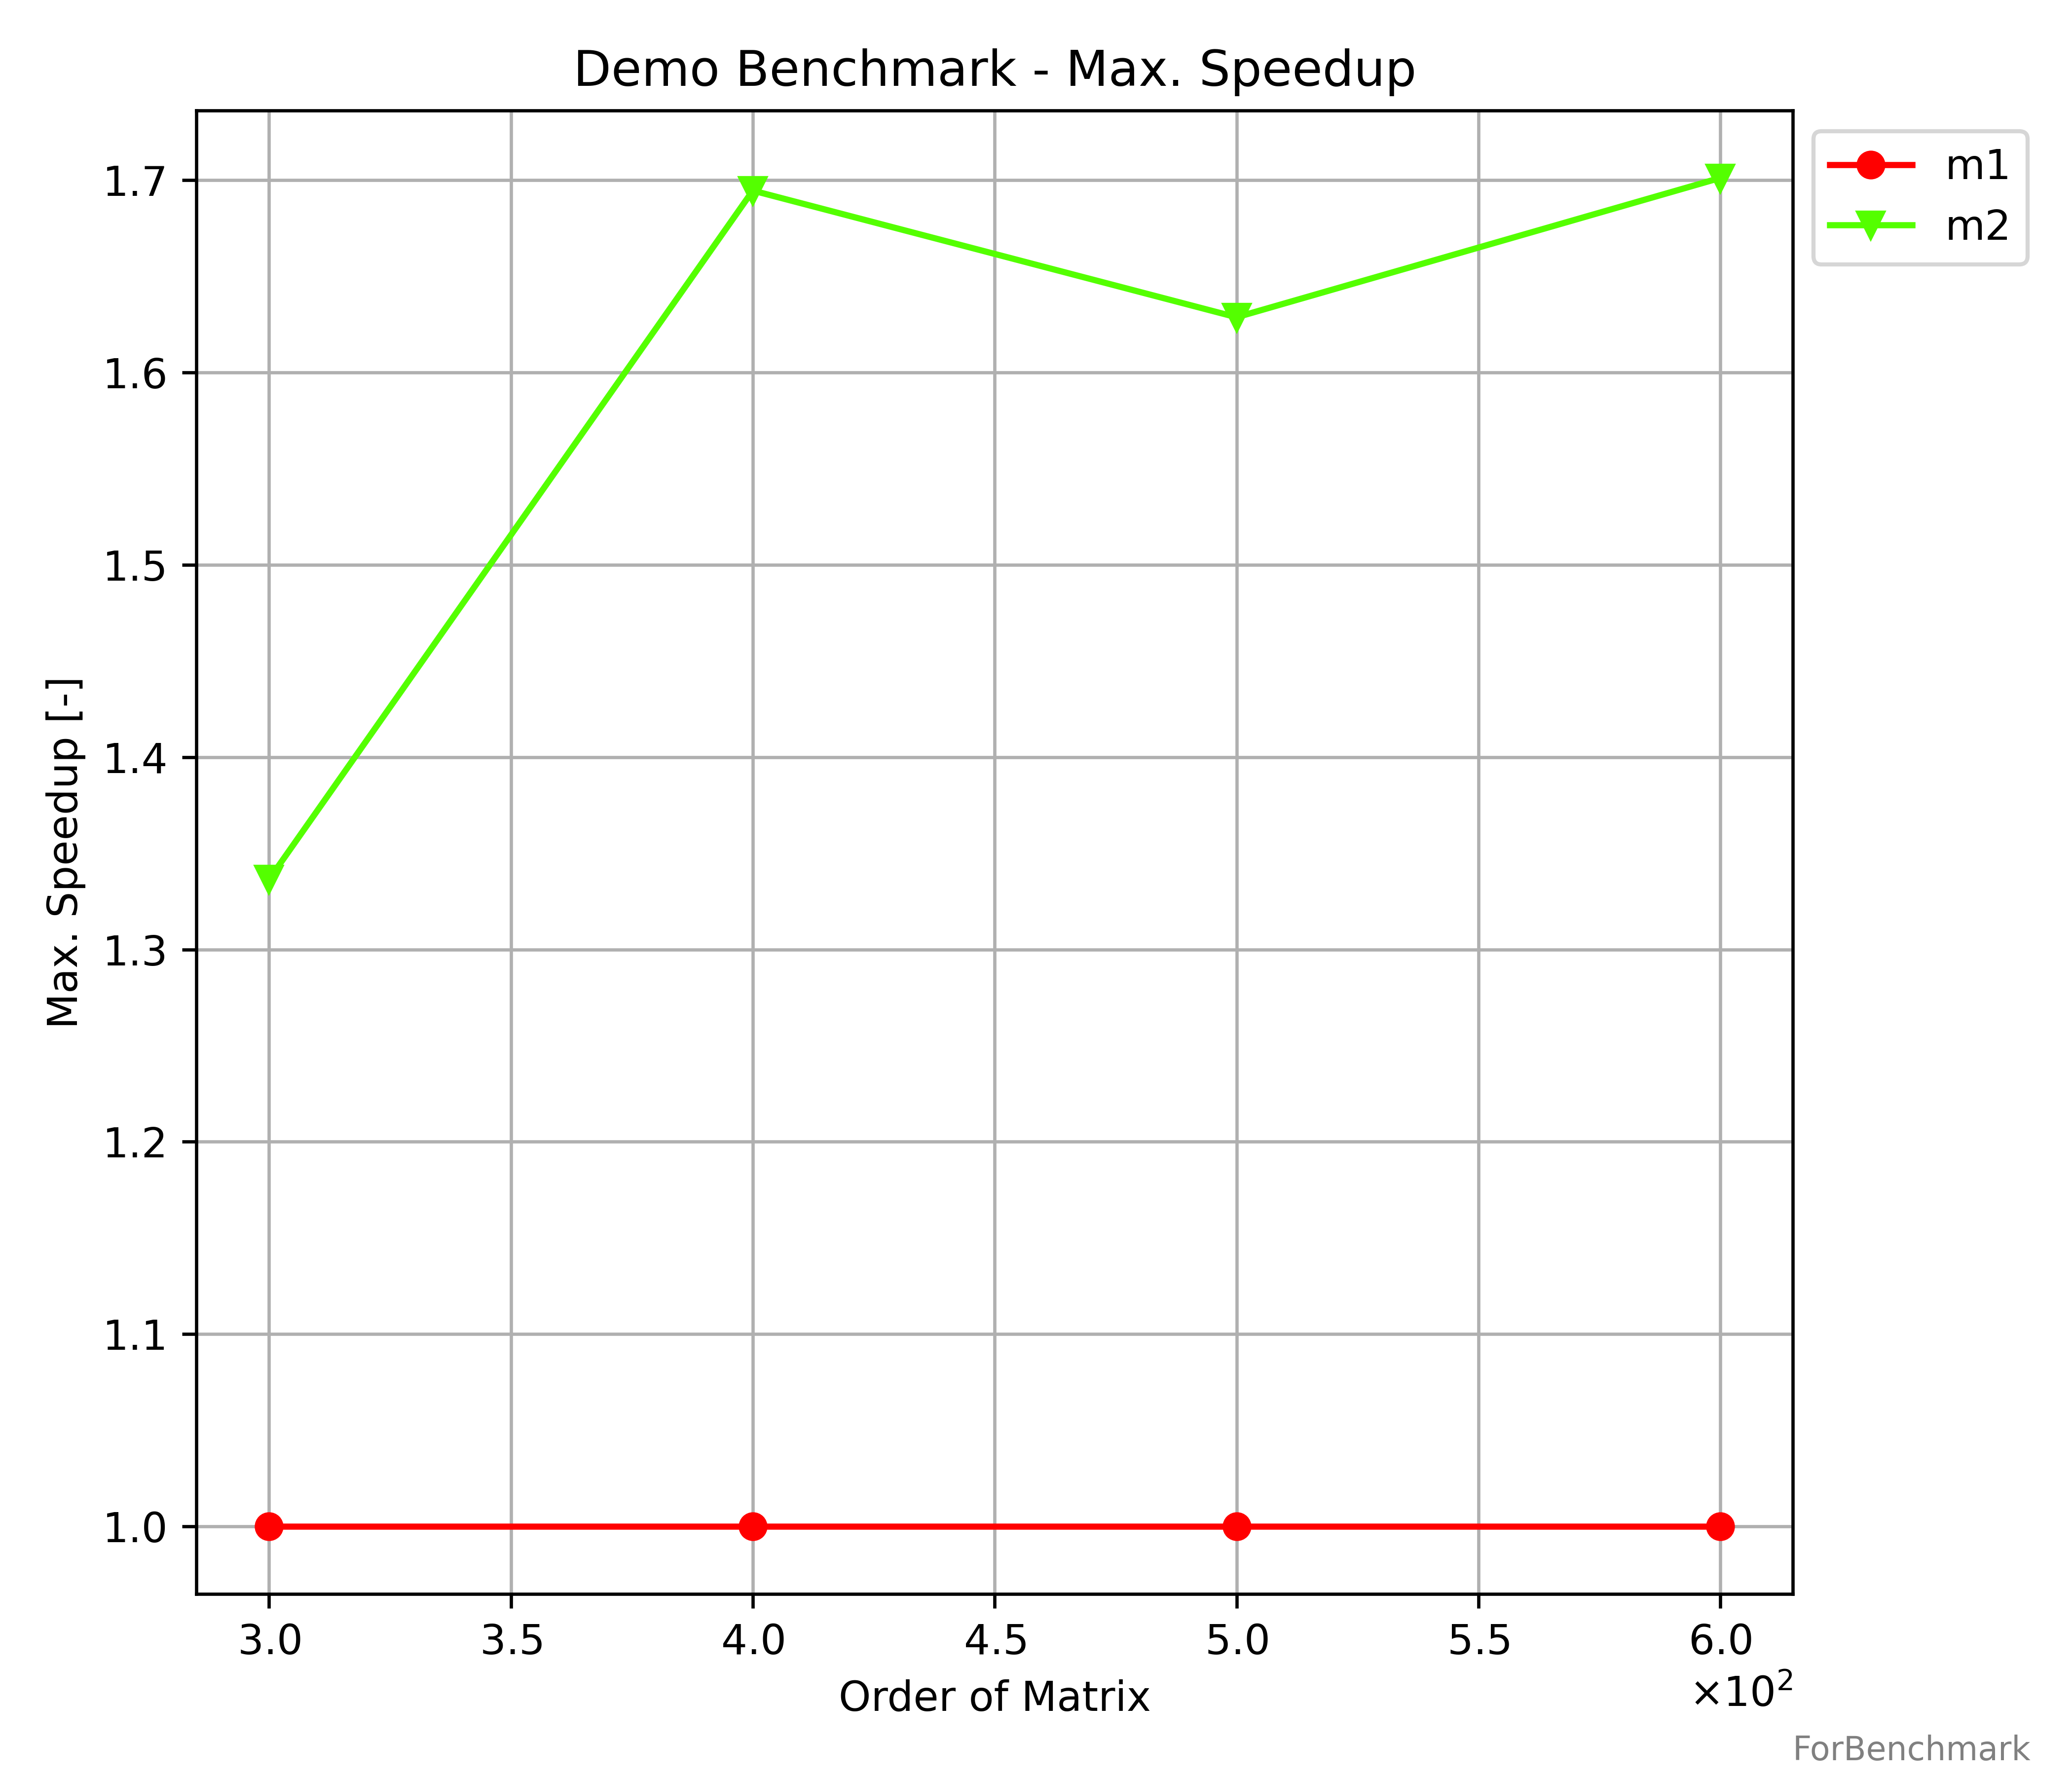 Demo Benchmark - Max. Speedup
m1
m2
Max. Speedup [-]
1.7
1.6
1.5
1.4
1.3
1.2
1.1
1.0
3.0 3.5 4.0 4.5 5.0 5.5 6.0
×10²
Order of Matrix
ForBenchmark